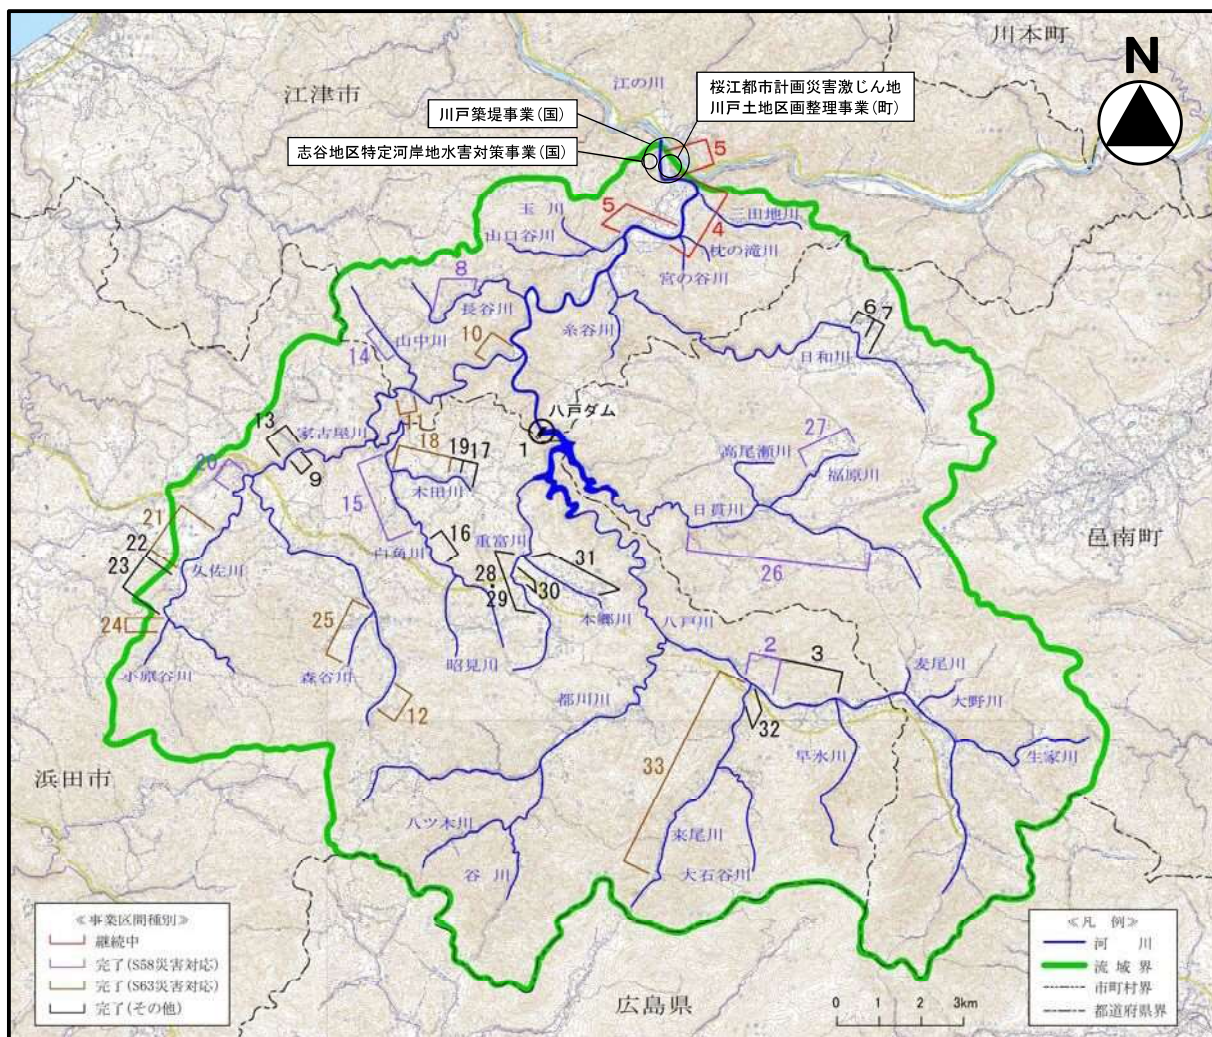 川本町
N
江の川
江津市
桜江都市計画災害激じん地
川戸土地区画整理事業(町)
川戸築堤事業(国)
志谷地区特定河岸地水害対策事業(国)
5
玉 川
5
三田地川
4
山口谷川
枕の滝川
宮の谷川
8
長谷川
6
7
10
糸谷川
山中川
14
日和川
11
八戸ダム
1
13
家古屋川
27
18
19
17
高尾瀬川
20
9
福原川
木田川
15
日貫川
21
16
重富川
邑南町
22
白角川
31
23
久佐川
28
26
29
30
24
25
本郷川
八戸川
2
3
麦尾川
小原谷川
森谷川
昭見川
大野川
都川川
12
32
33
早水川
生家川
浜田市
八ツ木川
来尾川
谷 川
大石谷川
≪事業区間種別≫
継続中
完了(S58災害対応)
完了(S63災害対応)
完了(その他)
広島県
0 1 2 3km
≪凡 例≫
河 川
流 域 界
市町村界
都道府県界